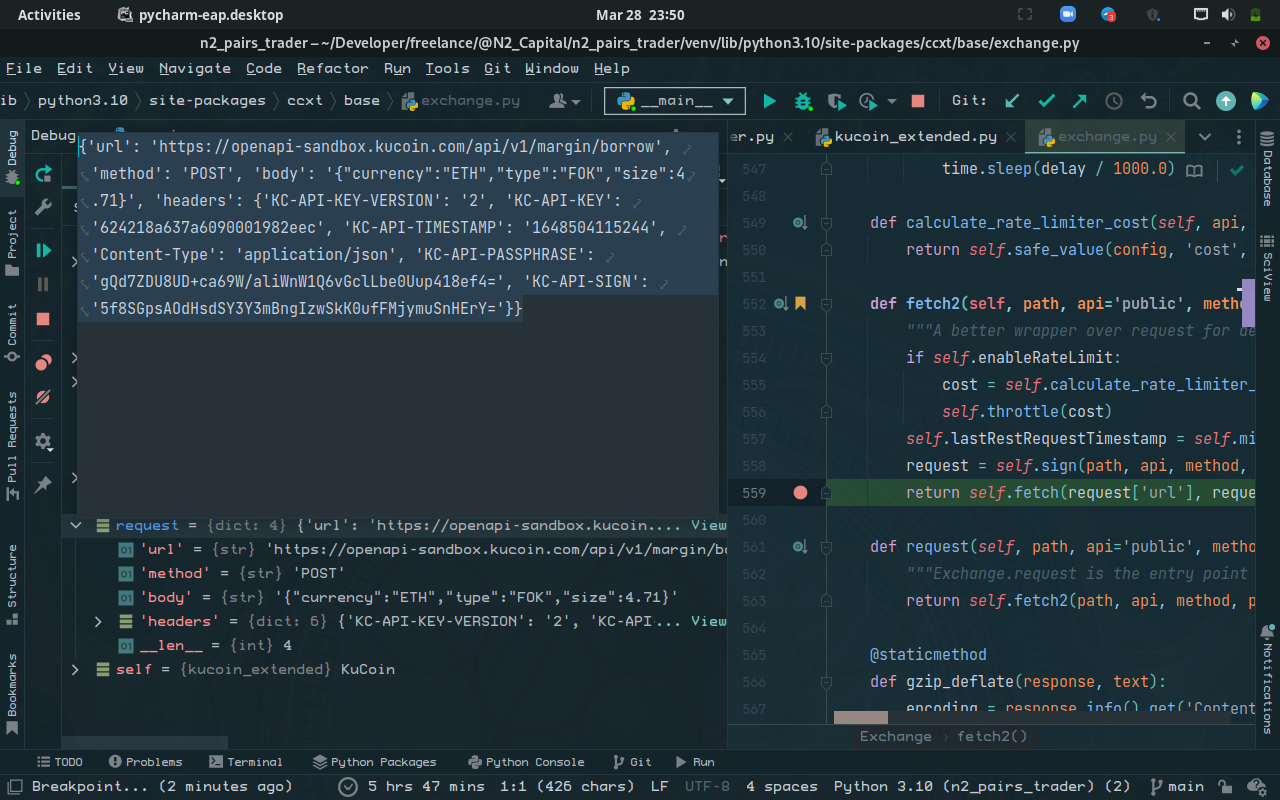 Activities
pycharm-eap.desktop
Mar 28 23:50
3
n2_pairs_trader – ~/Developer/freelance/@N2_Capital/n2_pairs_trader/venv/lib/python3.10/site-packages/ccxt/base/exchange.py
File Edit View Navigate Code Refactor Run Tools Git Window Help
ib python3.10 site-packages ccxt base exchange.py
__main__
Git:
Debug
er.py
kucoin_extended.py
exchange.py
{'url': 'https://openapi-sandbox.kucoin.com/api/v1/margin/borrow',
'method': 'POST', 'body': '{"currency":"ETH","type":"FOK","size":4
.71}', 'headers': {'KC-API-KEY-VERSION': '2', 'KC-API-KEY':
'624218a637a6090001982eec', 'KC-API-TIMESTAMP': '1648504115244',
'Content-Type': 'application/json', 'KC-API-PASSPHRASE':
'gQd7ZDU8UD+ca69W/aliWnW1Q6vGclLbe0Uup418ef4=', 'KC-API-SIGN':
'5f8SGpsAOdHsdSY3Y3mBngIzwSkK0ufFMjymuSnHErY='}}
request = {dict: 4} {'url': 'https://openapi-sandbox.kucoin.... View
'url' = {str} 'https://openapi-sandbox.kucoin.com/api/v1/margin/bo
'method' = {str} 'POST'
'body' = {str} '{"currency":"ETH","type":"FOK","size":4.71}'
'headers' = {dict: 6} {'KC-API-KEY-VERSION': '2', 'KC-API-... View
__len__ = {int} 4
self = {kucoin_extended} KuCoin
547 time.sleep(delay / 1000.0)
548
549 def calculate_rate_limiter_cost(self, api,
550 return self.safe_value(config, 'cost',
551
552 def fetch2(self, path, api='public', metho
553 """A better wrapper over request for de
554 if self.enableRateLimit:
555 cost = self.calculate_rate_limiter_
556 self.throttle(cost)
557 self.lastRestRequestTimestamp = self.mi
558 request = self.sign(path, api, method,
559 return self.fetch(request['url'], reque
560
561 def request(self, path, api='public', metho
562 """Exchange.request is the entry point
563 return self.fetch2(path, api, method, p
564
565 @staticmethod
566 def gzip_deflate(response, text):
567 encoding = response.info().get('Content
Exchange fetch2()
Debug
Project
Commit
Pull Requests
Structure
Bookmarks
Database
SciView
Notifications
TODO Problems Terminal Python Packages Python Console Git Run
Breakpoint... (2 minutes ago) 5 hrs 47 mins 1:1 (426 chars) LF UTF-8 4 spaces Python 3.10 (n2_pairs_trader) (2) main